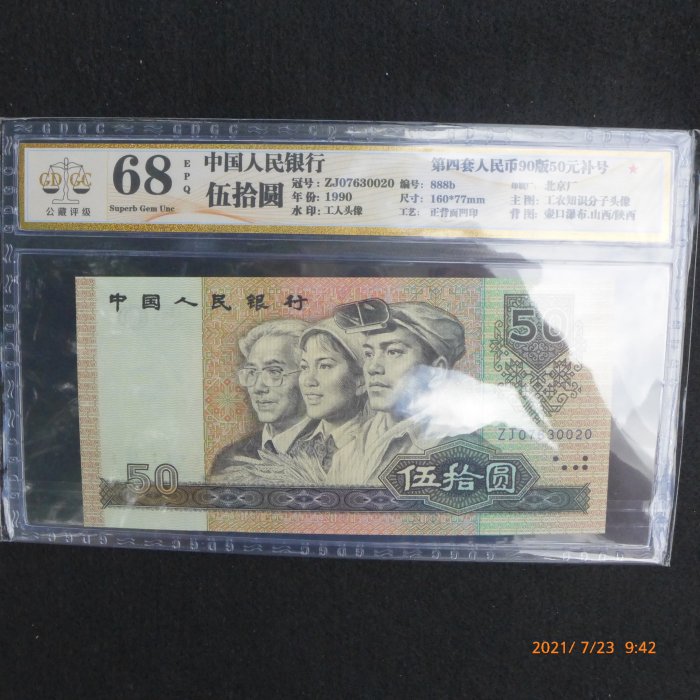 GDGC
公藏评级
68 EPQ
Superb Gem Unc
中国人民银行
伍拾圆
第四套人民币90版50元补号
冠号: ZJ07630020 编号: 888b 北京厂
年份: 1990 尺寸: 160*77mm 主图: 工农知识分子头像
水印: 工人头像 工艺: 正背面凹印 背图: 壶口瀑布.山西/陕西
中国人民银行
50
ZJ07630020
50
伍拾圆
2021/ 7/23 9:42